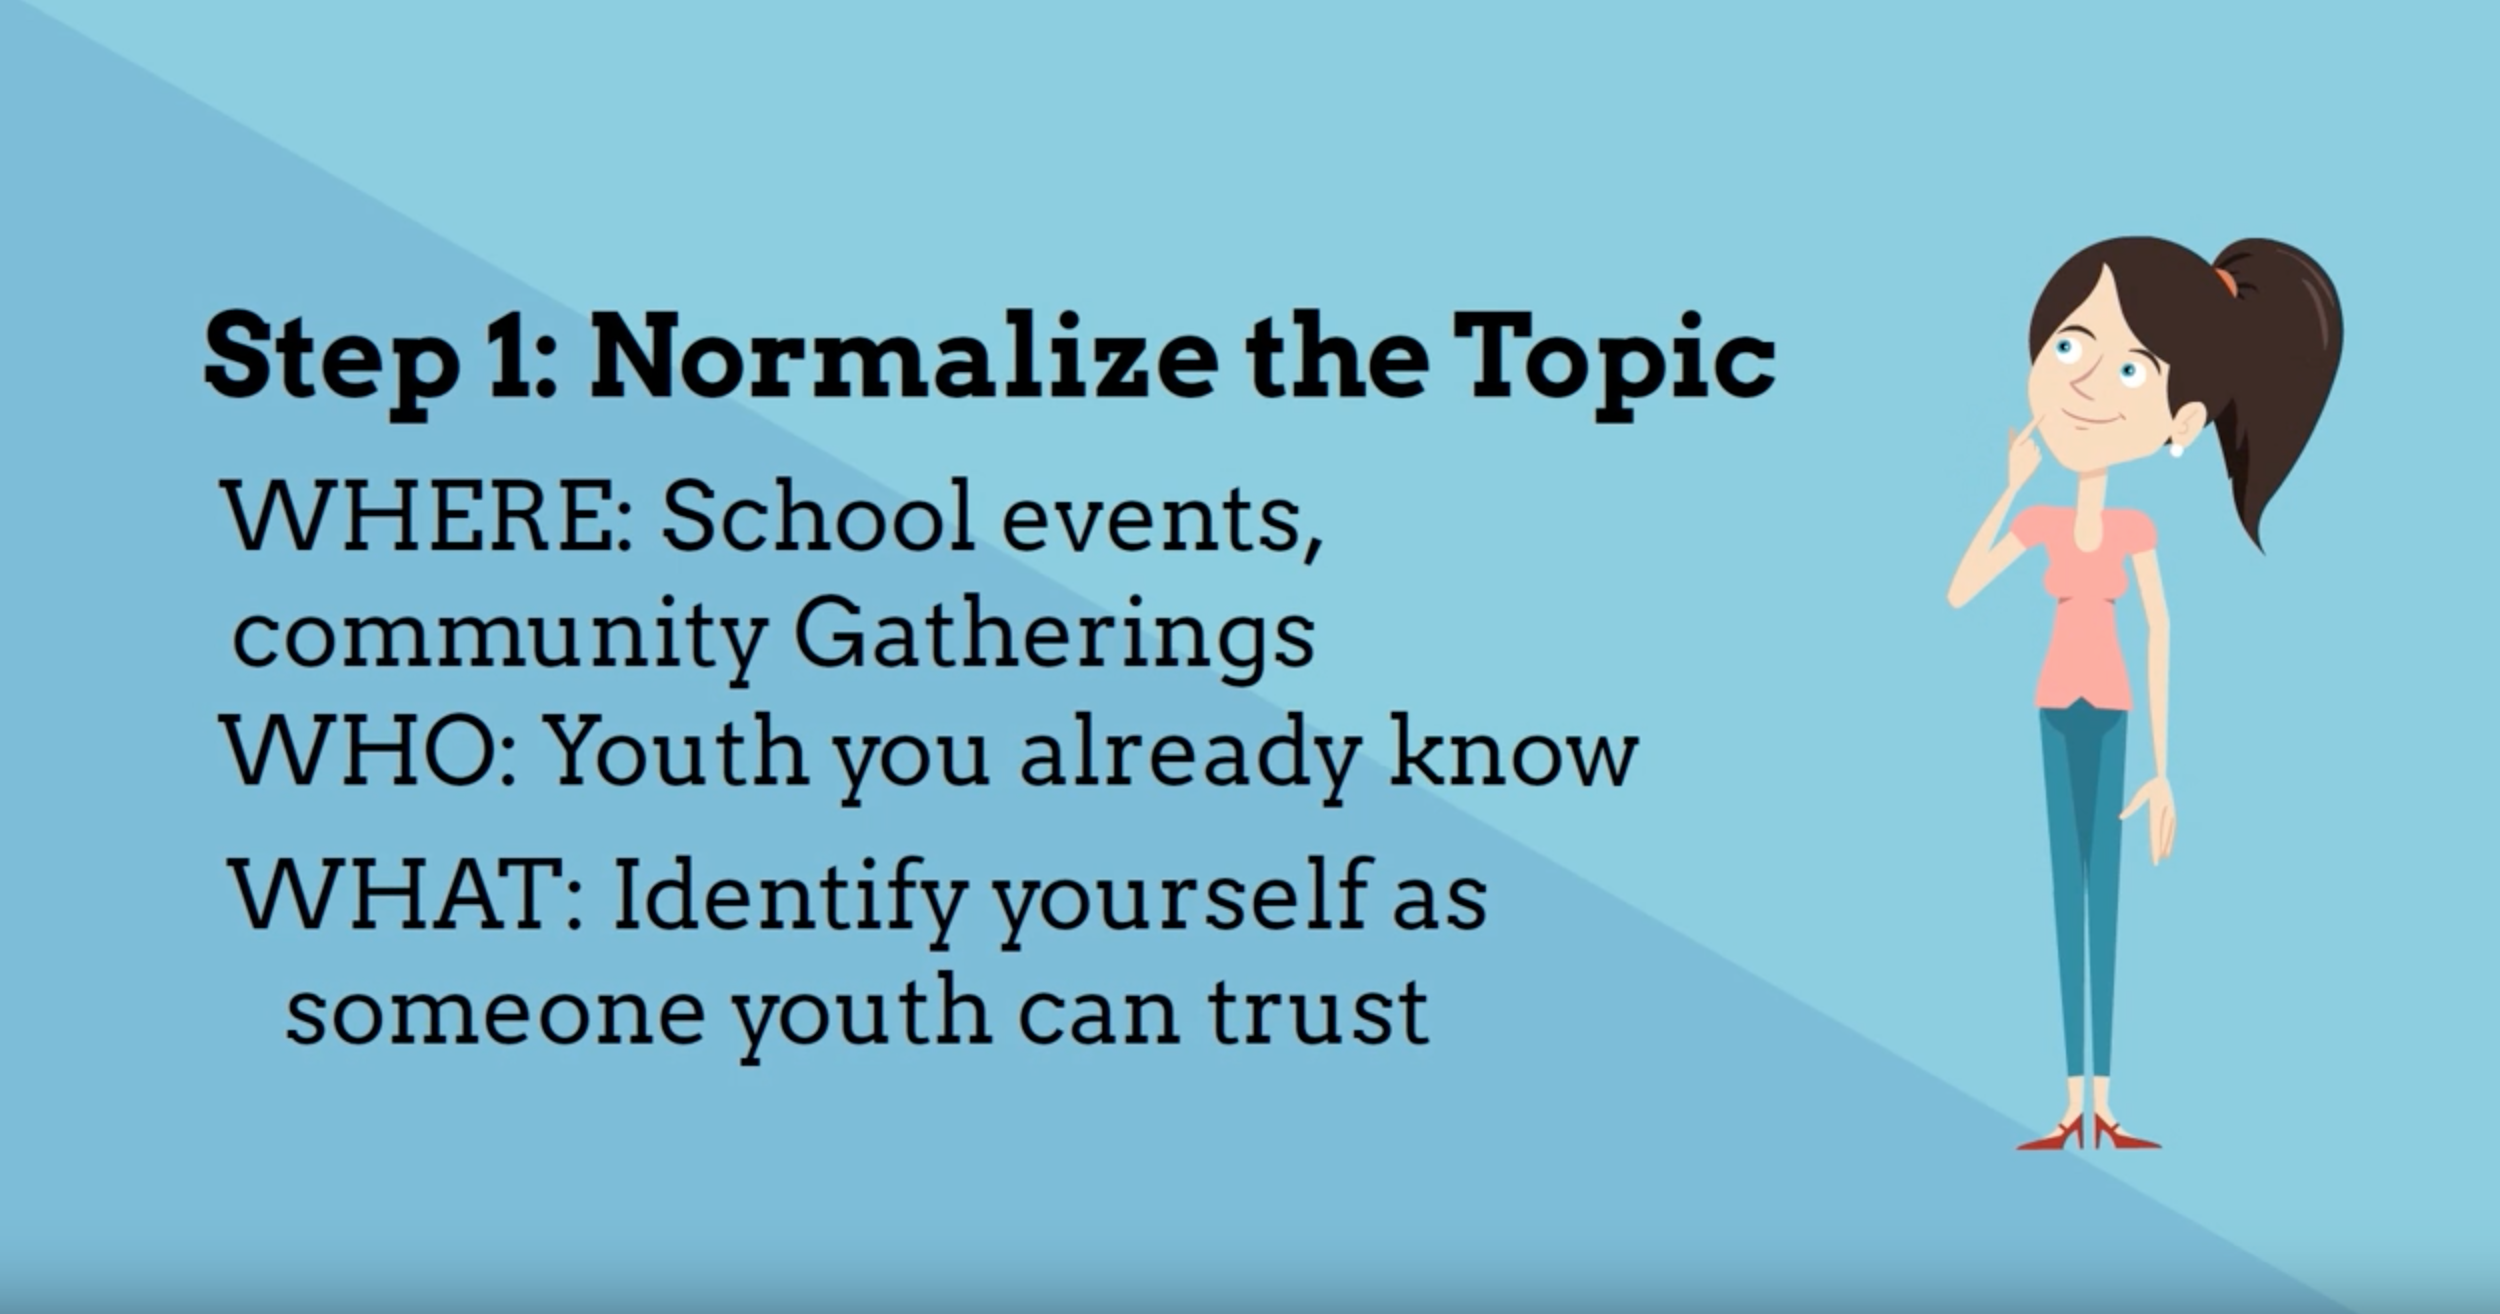 Step 1: Normalize the Topic
WHERE: School events,
community Gatherings
WHO: Youth you already know
WHAT: Identify yourself as
someone youth can trust